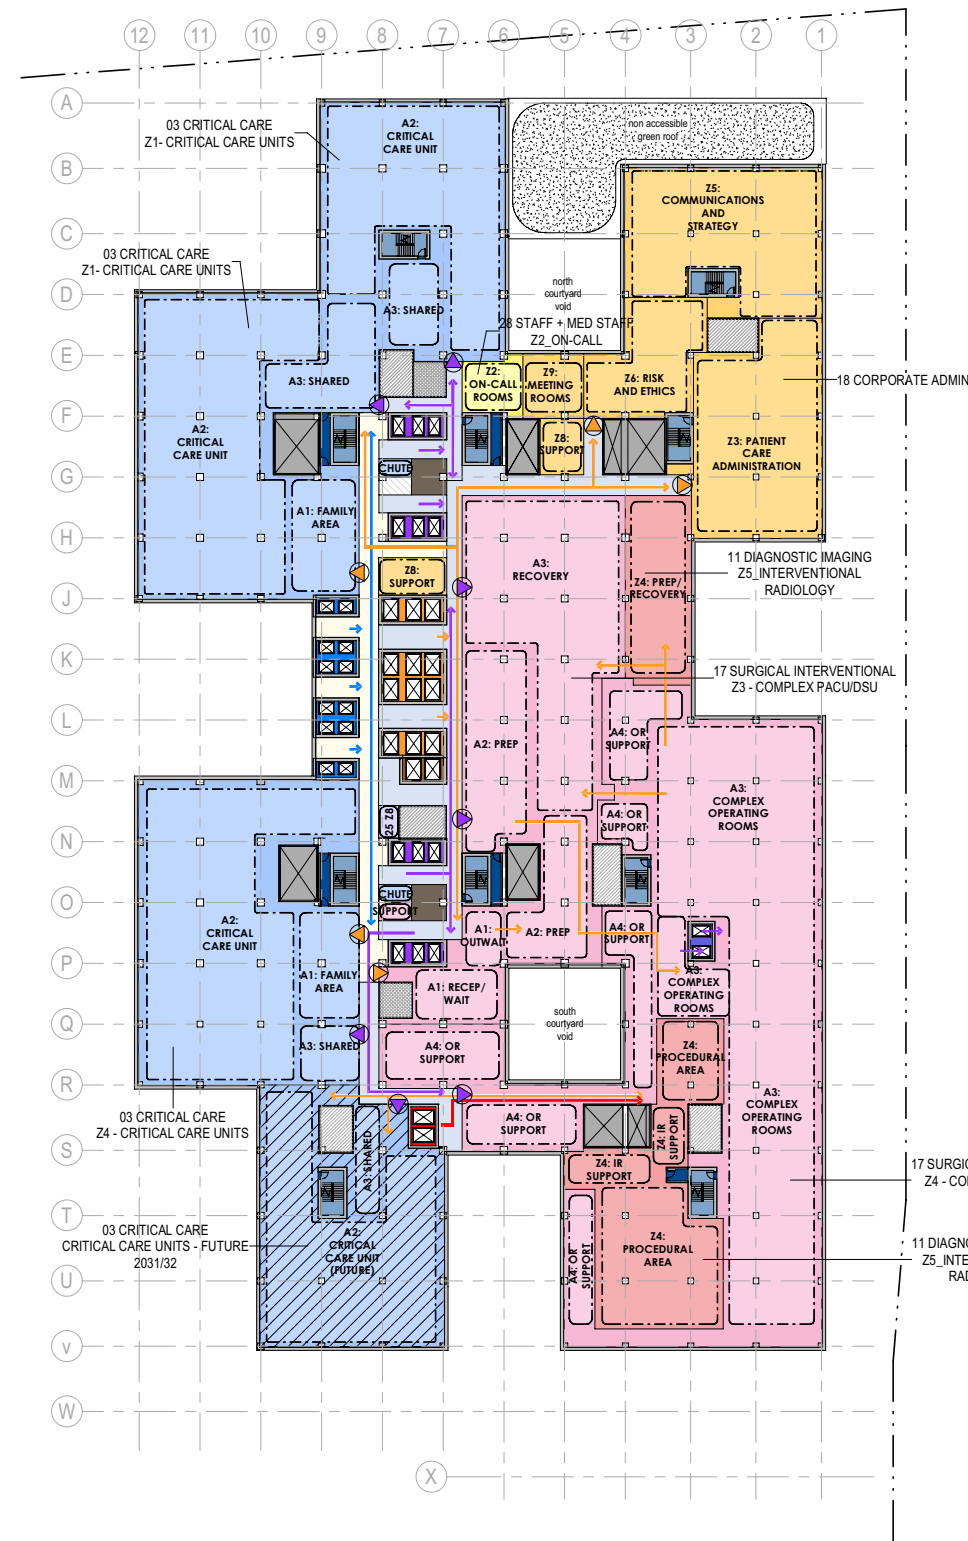 12 11 10 9 8 7 6 5 4 3 2 1
A
B
C
D
E
F
G
H
J
K
L
M
N
O
P
Q
R
S
T
U
V
W
X
03 CRITICAL CARE
Z1- CRITICAL CARE UNITS
A2:
CRITICAL
CARE UNIT
non accessible
green roof
Z5:
COMMUNICATIONS
AND
STRATEGY
03 CRITICAL CARE
Z1- CRITICAL CARE UNITS
A3: SHARED
north
courtyard
void
28 STAFF + MED STAFF
Z2_ON-CALL
A3: SHARED
Z2:
ON-CALL
ROOMS
Z9:
MEETING
ROOMS
Z6: RISK
AND ETHICS
18 CORPORATE ADMIN
A2:
CRITICAL
CARE UNIT
Z8:
SUPPORT
Z3: PATIENT
CARE
ADMINISTRATION
CHUTE
A1: FAMILY
AREA
Z8:
SUPPORT
A3:
RECOVERY
Z4: PREP/
RECOVERY
11 DIAGNOSTIC IMAGING
Z5_INTERVENTIONAL
RADIOLOGY
17 SURGICAL INTERVENTIONAL
Z3 - COMPLEX PACU/DSU
A2: PREP
A4: OR
SUPPORT
A3:
COMPLEX
OPERATING
ROOMS
A4: OR
SUPPORT
25 Z8
CHUTE
SUPPORT
A2:
CRITICAL
CARE UNIT
A1:
OUTWAIT
A2: PREP
A4: OR
SUPPORT
A1: FAMILY
AREA
A1: RECEP/
WAIT
A3:
COMPLEX
OPERATING
ROOMS
south
courtyard
void
A3: SHARED
A4: OR
SUPPORT
Z4:
PROCEDURAL
AREA
A3:
COMPLEX
OPERATING
ROOMS
03 CRITICAL CARE
Z4 - CRITICAL CARE UNITS
A4: OR
SUPPORT
Z4: IR
SUPPORT
A3: SHARED
Z4: IR
SUPPORT
17 SURGIC
Z4 - CO
03 CRITICAL CARE
CRITICAL CARE UNITS - FUTURE
2031/32
A2:
CRITICAL
CARE UNIT
(FUTURE)
A4: OR
SUPPORT
Z4:
PROCEDURAL
AREA
11 DIAGNO
Z5_INTE
RAD